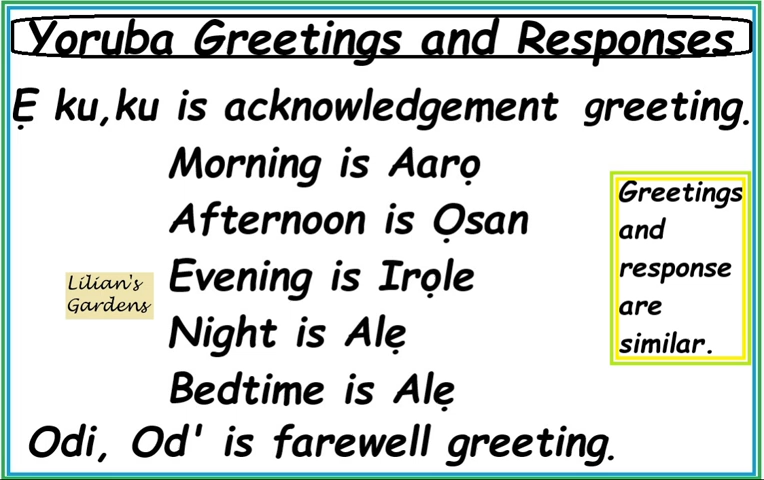 Yoruba Greetings and Responses
Ẹ ku,ku is acknowledgement greeting.
Morning is Aarọ
Afternoon is Ọsan
Evening is Irọle
Night is Alẹ
Bedtime is Alẹ
Odi, Od' is farewell greeting.
Lilian's
Gardens
Greetings
and
response
are
similar.